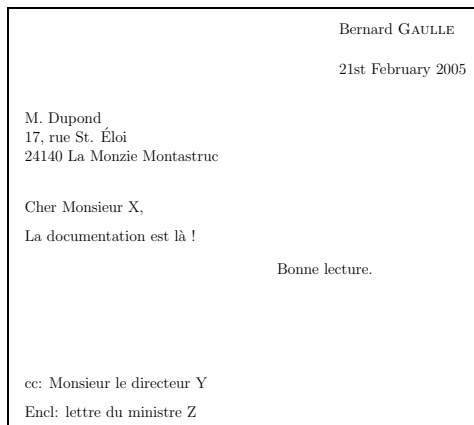 Bernard GAULLE
21st February 2005
M. Dupond
17, rue St. Éloi
24140 La Monzie Montastruc
Cher Monsieur X,
La documentation est là !
Bonne lecture.
cc: Monsieur le directeur Y
Encl: lettre du ministre Z